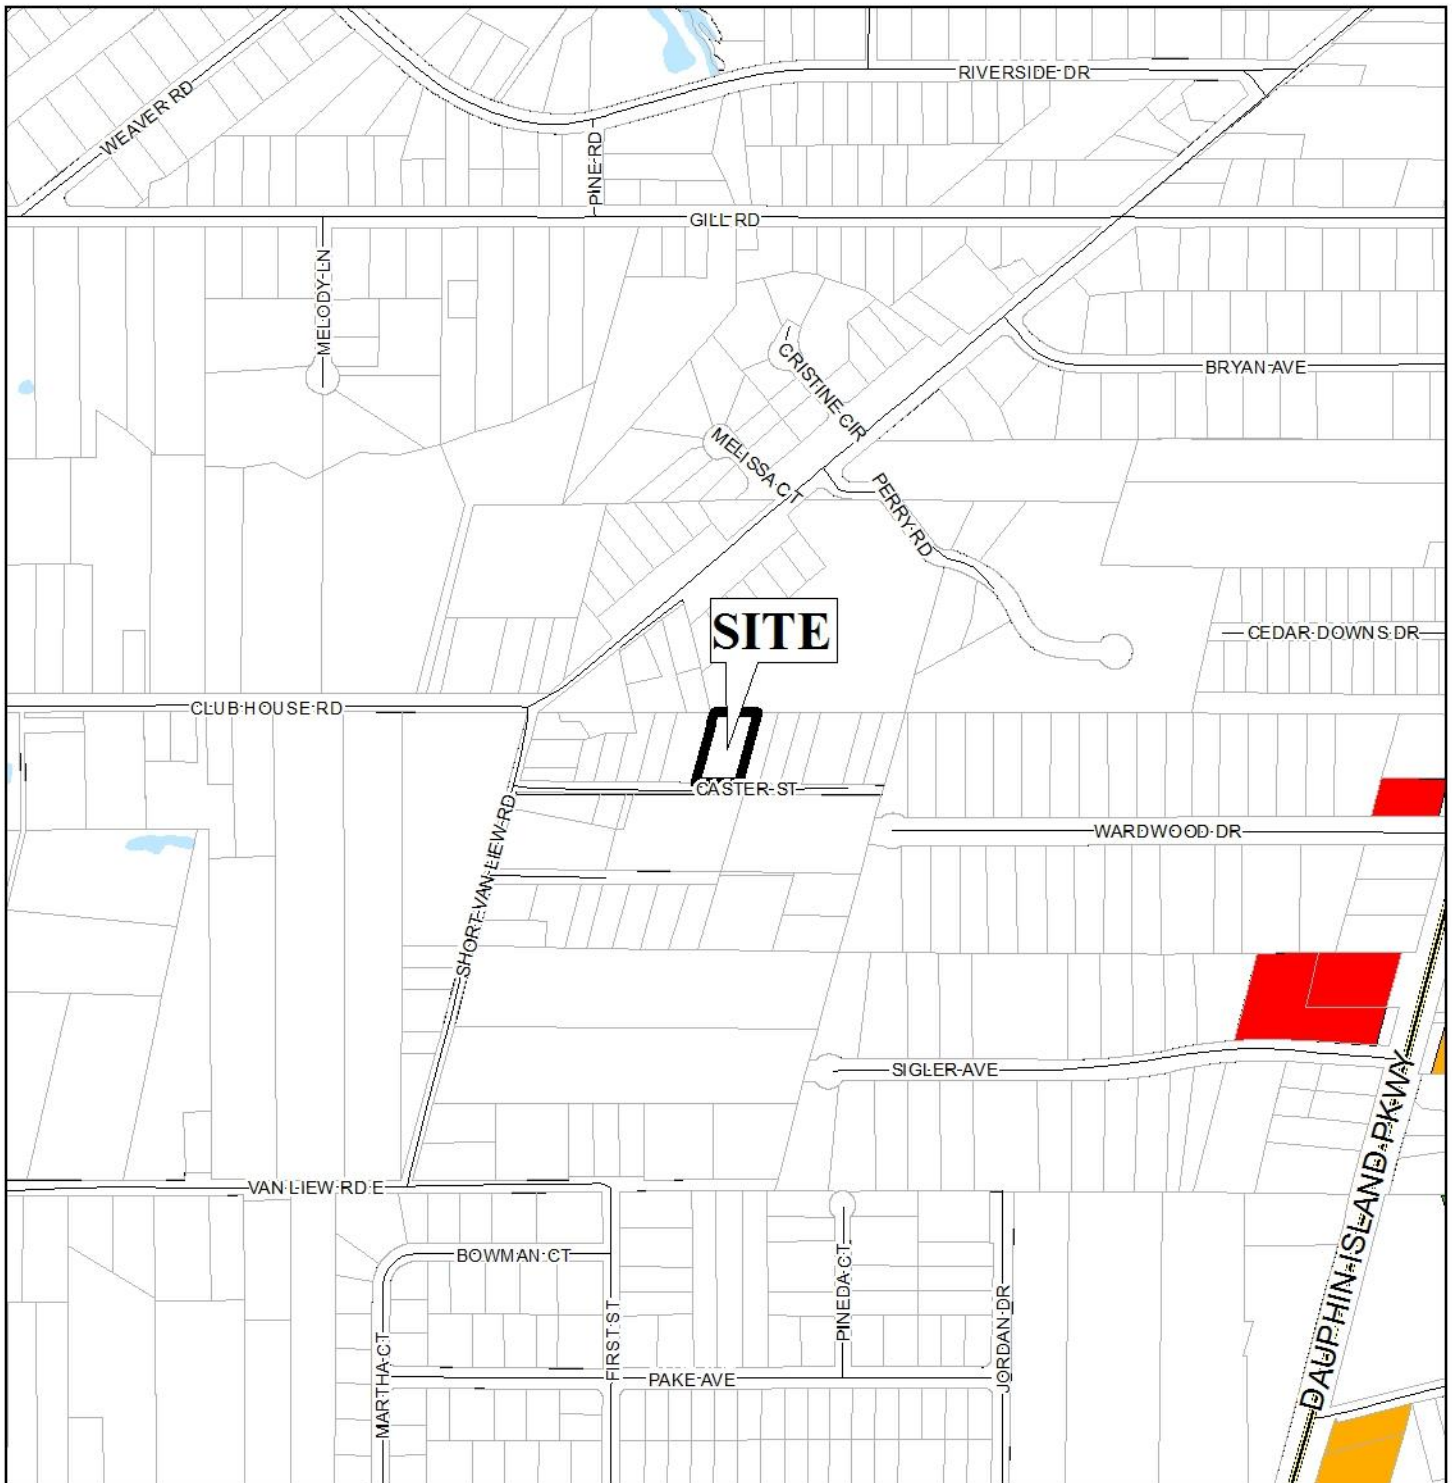 RIVERSIDE DR
WEAVER RD
PINE RD
GILL RD
MELODY LN
CRISTINE CIR
BRYAN AVE
MELISSA CT
PERRY RD
SITE
CEDAR DOWNS DR
CLUB HOUSE RD
CASTER ST
WARDWOOD DR
SHORT VAN LIEW RD
SIGLER AVE
DAUPHIN ISLAND PKWY
VAN LIEW RD E
BOWMAN CT
PINEDA CT
FIRST ST
JORDAN DR
MARTHA CT
PAKE AVE